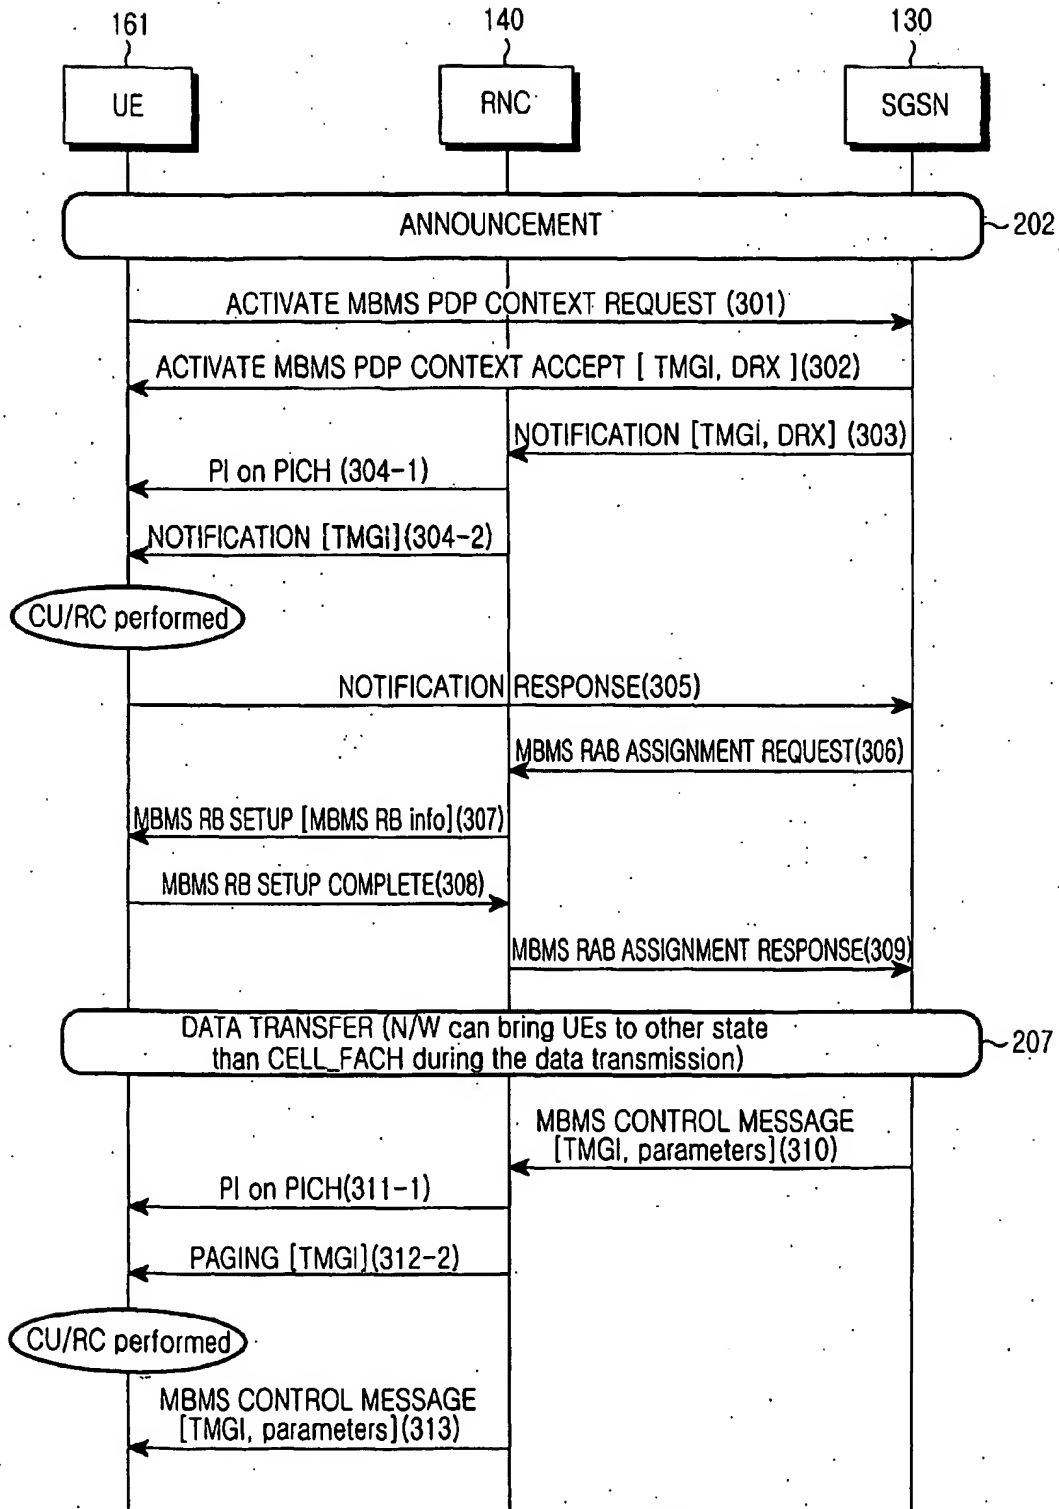 161
140
130
UE
RNC
SGSN
ANNOUNCEMENT
202
ACTIVATE MBMS PDP CONTEXT REQUEST (301)
ACTIVATE MBMS PDP CONTEXT ACCEPT [ TMGI, DRX ](302)
NOTIFICATION [TMGI, DRX] (303)
PI on PICH (304-1)
NOTIFICATION [TMGI](304-2)
CU/RC performed
NOTIFICATION RESPONSE(305)
MBMS RAB ASSIGNMENT REQUEST(306)
MBMS RB SETUP [MBMS RB info](307)
MBMS RB SETUP COMPLETE(308)
MBMS RAB ASSIGNMENT RESPONSE(309)
DATA TRANSFER (N/W can bring UEs to other state
than CELL_FACH during the data transmission)
207
MBMS CONTROL MESSAGE
[TMGI, parameters](310)
PI on PICH(311-1)
PAGING [TMGI](312-2)
CU/RC performed
MBMS CONTROL MESSAGE
[TMGI, parameters](313)